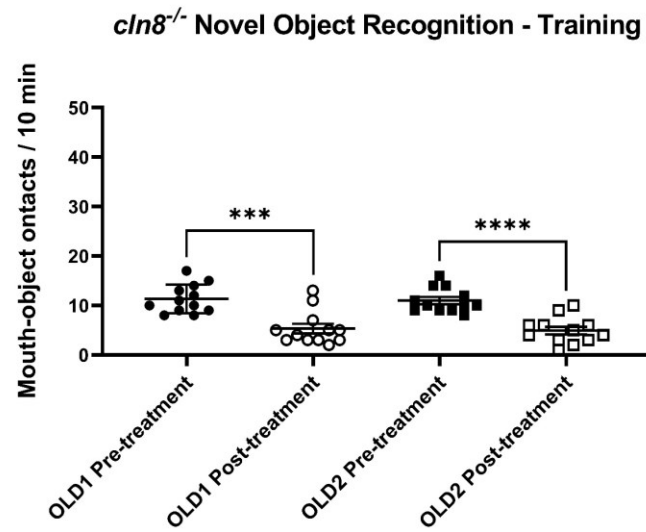 cln8-/- Novel Object Recognition - Training
Mouth-object ontacts / 10 min
50
40
30
20
10
0
***
****
OLD1 Pre-treatment
OLD1 Post-treatment
OLD2 Pre-treatment
OLD2 Post-treatment